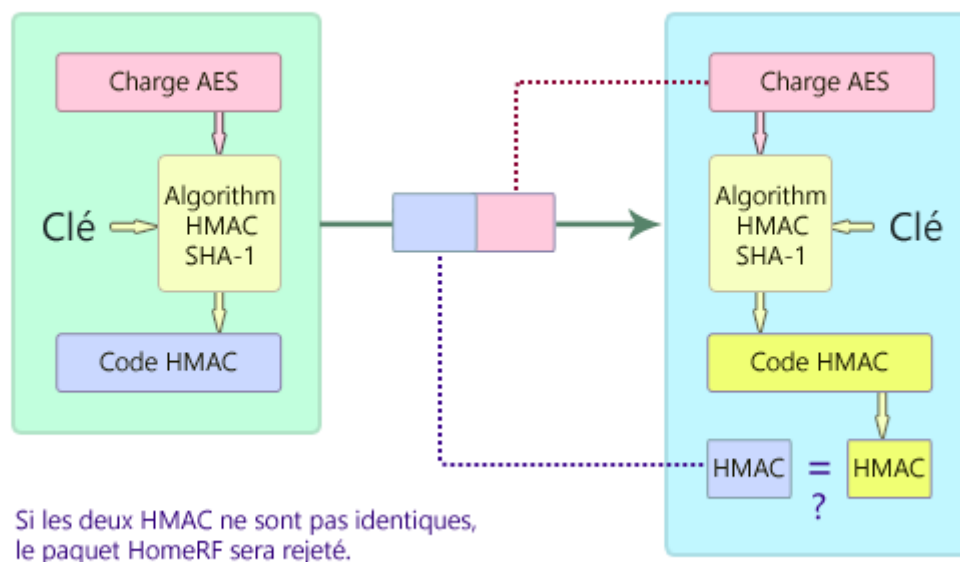 Charge AES
Clé
Algorithm
HMAC
SHA-1
Code HMAC
Charge AES
Algorithm
HMAC
SHA-1
Clé
Code HMAC
HMAC
=
?
HMAC
Si les deux HMAC ne sont pas identiques,
le paquet HomeRF sera rejeté.